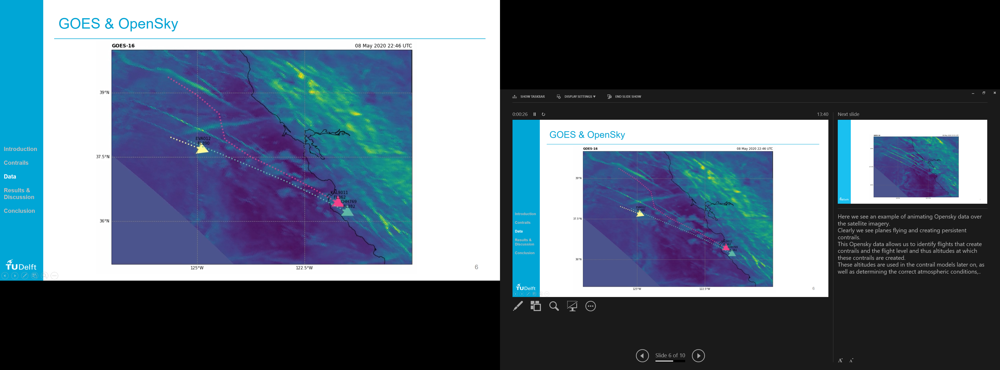 GOES & OpenSky
GOES-16
08 May 2020 22:46 UTC
39°N
37.5°N
36°N
125°W
122.5°W
EVA012
FL390
KAL9011
FL362
CHH769
FL382
Introduction
Contrails
Data
Results &
Discussion
Conclusion
TUDelft
6
SHOW TASKBAR
DISPLAY SETTINGS ▼
END SLIDE SHOW
0:00:26
13:40
Next slide
GOES & OpenSky
GOES-16
08 May 2020 22:46 UTC
39°N
37.5°N
36°N
125°W
122.5°W
EVA012
FL390
KAL9011
FL362
CHH769
FL382
Introduction
Contrails
Data
Results &
Discussion
Conclusion
TUDelft
6
GOES-16
TUDelft
Here we see an example of animating Opensky data over
the satellite imagery.
Clearly we see planes flying and creating persistent
contrails.
This Opensky data allows us to identify flights that create
contrails and the flight level and thus altitudes at which
these contrails are created.
These altitudes are used in the contrail models later on, as
well as determining the correct atmospheric conditions,..
Slide 6 of 10
A
A